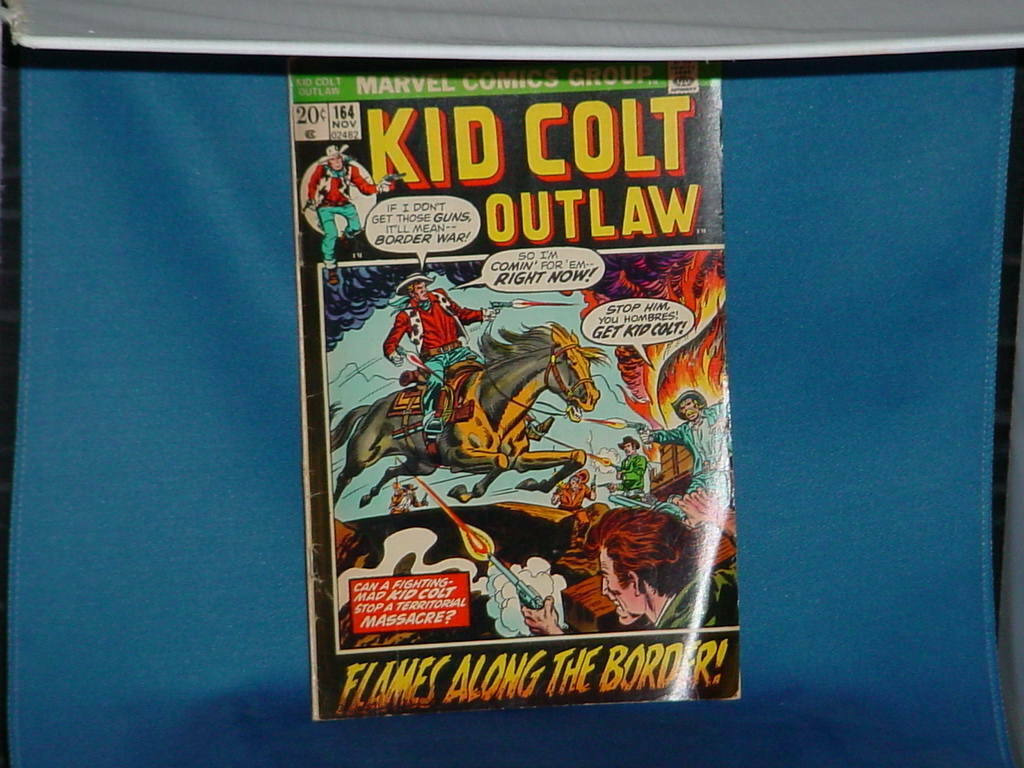 KID COLT
OUTLAW
MARVEL COMICS GROUP
20¢
164
NOV
02482
KID COLT
OUTLAW
IF I DON'T
GET THOSE GUNS,
IT'LL MEAN--
BORDER WAR!
SO I'M
COMIN' FOR 'EM--
RIGHT NOW!
STOP HIM,
YOU HOMBRES!
GET KID COLT!
CAN A FIGHTING-
MAD KID COLT
STOP A TERRITORIAL
MASSACRE?
FLAMES ALONG THE BORDER!